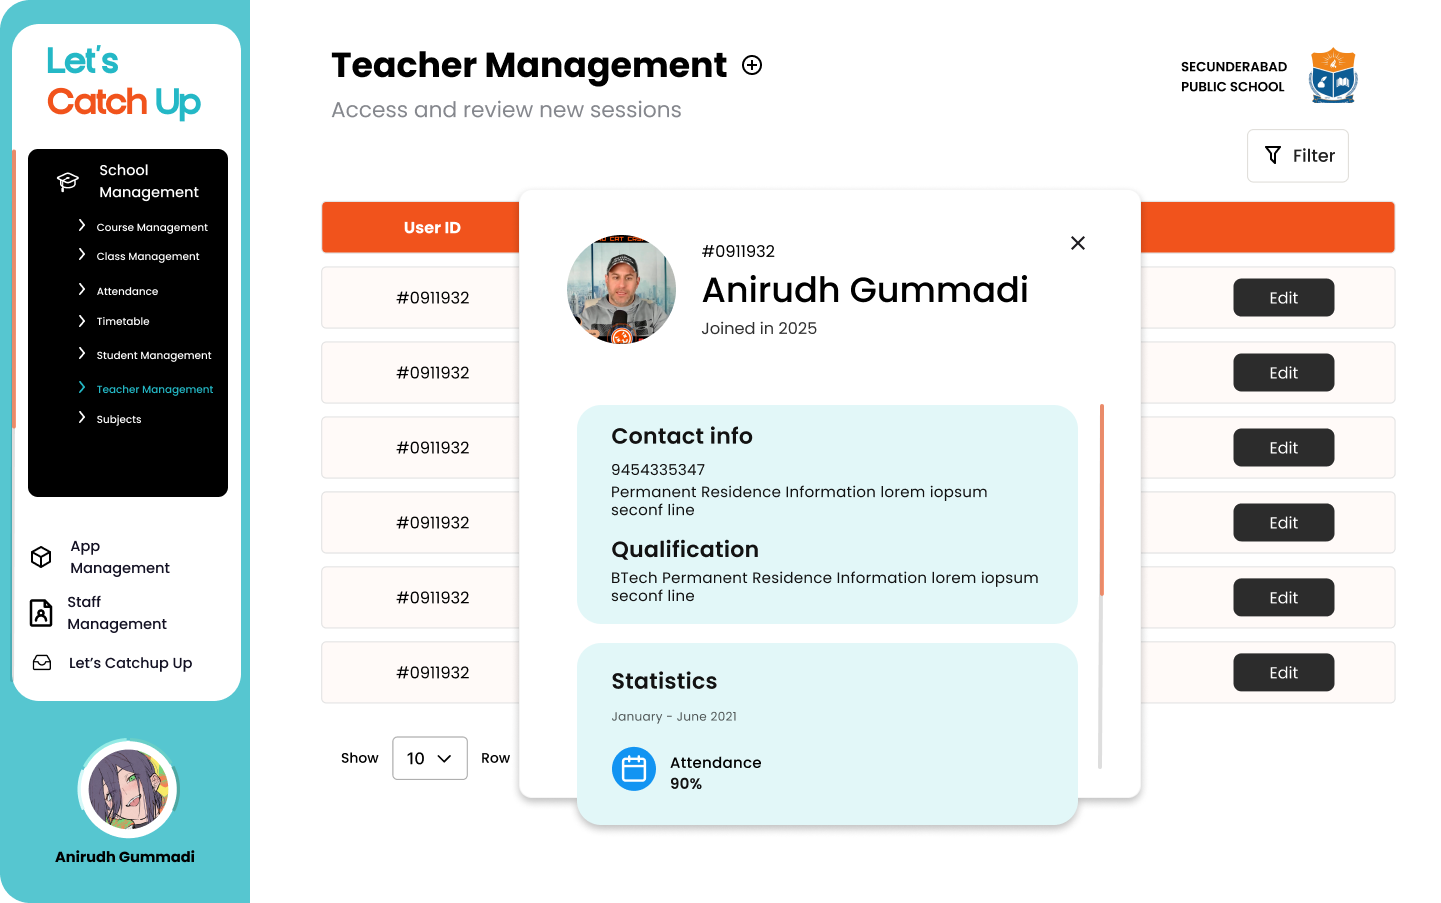 Let's
Catch Up
School
Management
Course Management
Class Management
Attendance
Timetable
Student Management
Teacher Management
Subjects
App
Management
Staff
Management
Let's Catchup Up
Anirudh Gummadi
Teacher Management
Access and review new sessions
SECUNDERABAD
PUBLIC SCHOOL
Filter
User ID
#0911932
Edit
#0911932
Edit
#0911932
Edit
#0911932
Edit
#0911932
Edit
#0911932
Edit
Show 10 Row
#0911932
Anirudh Gummadi
Joined in 2025
Contact info
9454335347
Permanent Residence Information lorem iopsum
seconf line
Qualification
BTech Permanent Residence Information lorem iopsum
seconf line
Statistics
January - June 2021
Attendance
90%